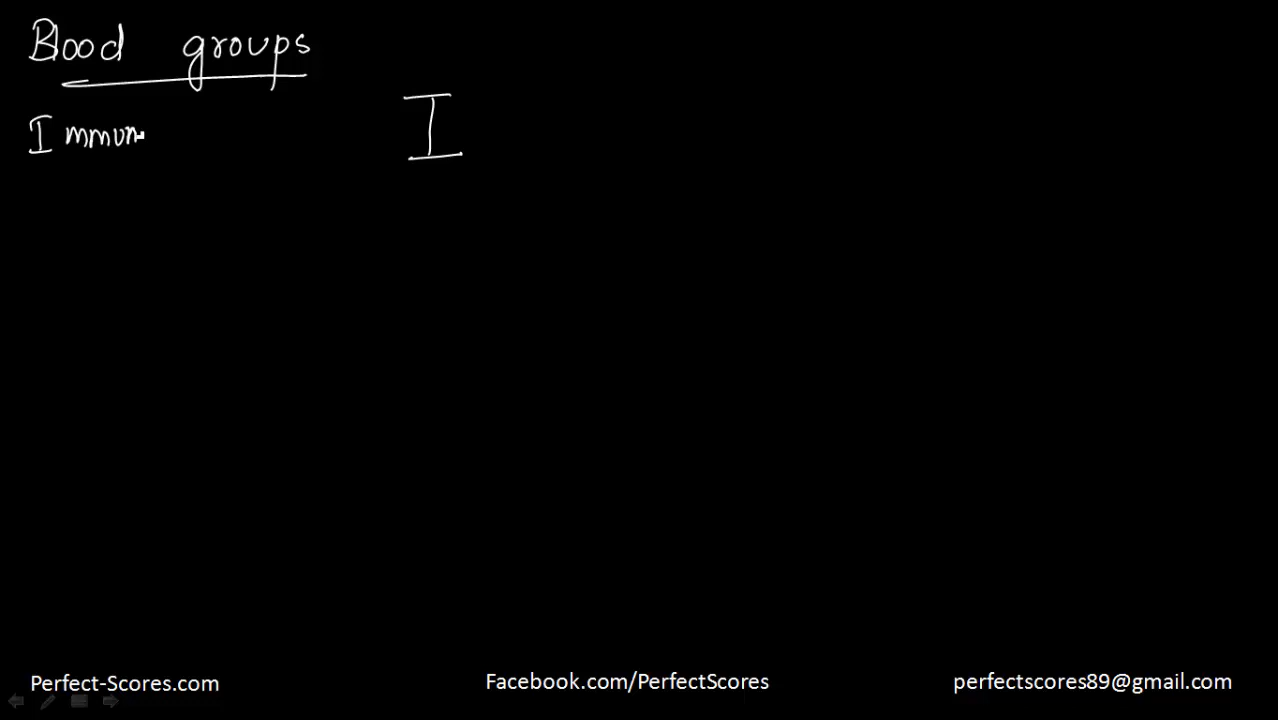 Blood groups
I
Immun
Perfect-Scores.com
Facebook.com/PerfectScores
perfectscores89@gmail.com